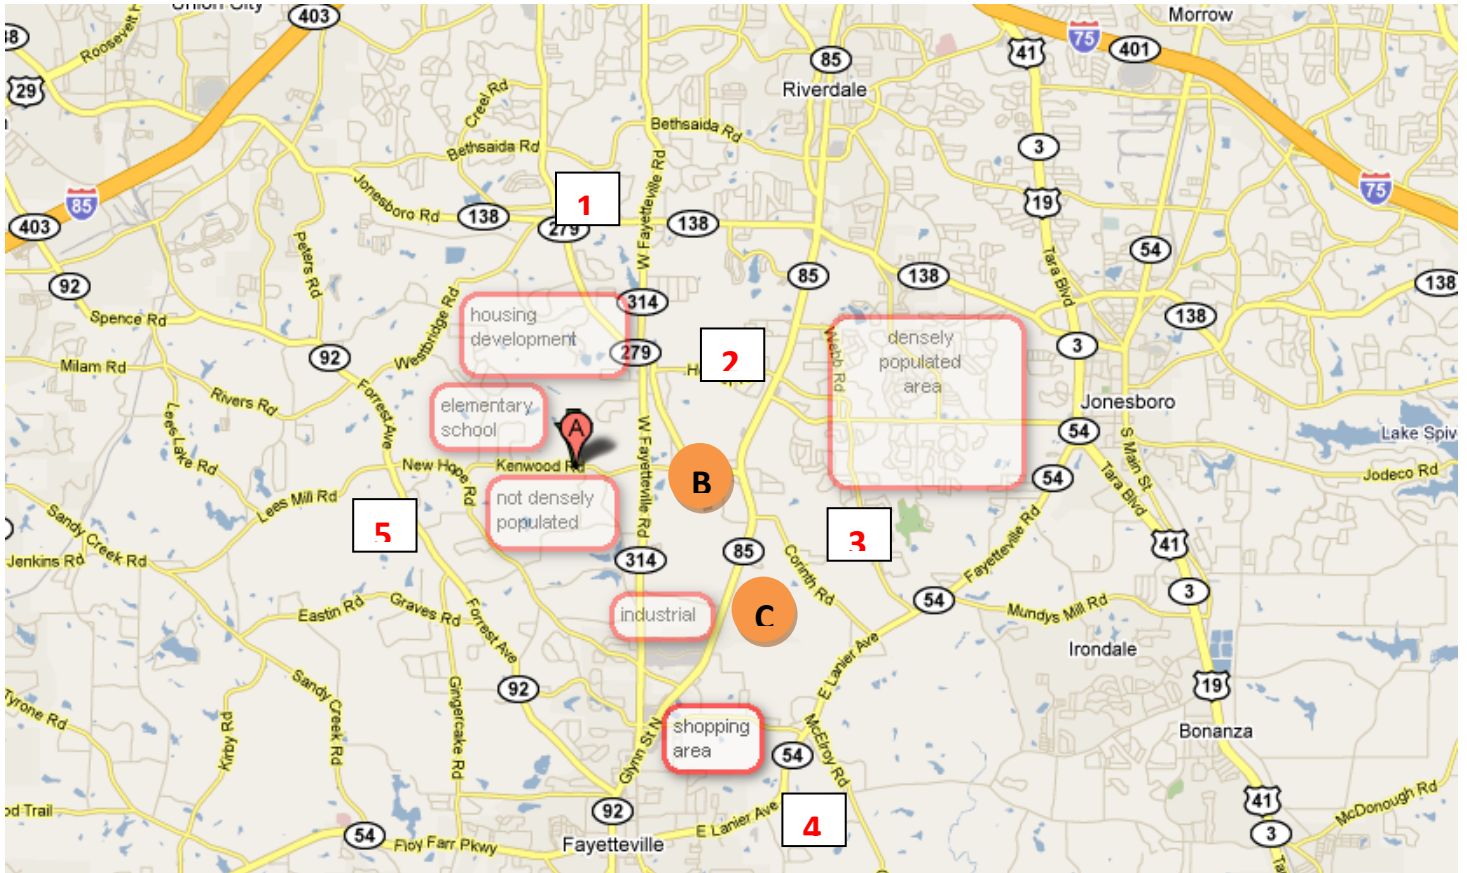 Union City
403
Morrow
Roosevelt H
75
401
41
85
29
Riverdale
Creel Rd
Bethsaida Rd
Bethsaida Rd
3
W Fayetteville Rd
85
Jonesboro Rd
138
1
279
138
19
75
403
54
Peters Rd
Tara Blvd
92
85
138
138
Spence Rd
housing
development
314
138
Westbridge Rd
92
279
2
Webb Rd
densely
populated
area
3
Milam Rd
Rivers Rd
Forrest Ave
elementary
school
Jonesboro
Lees Lake Rd
A
W Fayetteville Rd
54
S Main St
Lake Spiv
New Hope Rd
Kenwood Rd
B
54
Tara Blvd
Jodeco Rd
Lees Mill Rd
not densely
populated
Sandy Creek Rd
5
3
Fayetteville Rd
41
Jenkins Rd
314
85
Corinth Rd
3
Eastin Rd
Graves Rd
Forrest Ave
industrial
C
54
Mundys Mill Rd
Irondale
E Lanier Ave
92
19
Tyrone Rd
Kirby Rd
Sandy Creek Rd
Gingercake Rd
Glynn St N
shopping
area
McElroy Rd
Bonanza
54
od Trail
92
E Lanier Ave
4
41
McDonough Rd
54
Floy Farr Pkwy
Fayetteville
3
Ta